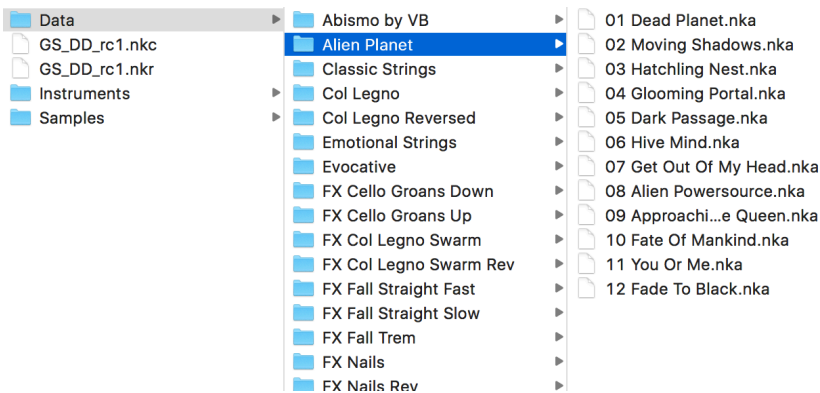 Data
GS_DD_rc1.nkc
GS_DD_rc1.nkr
Instruments
Samples
Abismo by VB
Alien Planet
Classic Strings
Col Legno
Col Legno Reversed
Emotional Strings
Evocative
FX Cello Groans Down
FX Cello Groans Up
FX Col Legno Swarm
FX Col Legno Swarm Rev
FX Fall Straight Fast
FX Fall Straight Slow
FX Fall Trem
FX Nails
FX Nails Rev
01 Dead Planet.nka
02 Moving Shadows.nka
03 Hatchling Nest.nka
04 Glooming Portal.nka
05 Dark Passage.nka
06 Hive Mind.nka
07 Get Out Of My Head.nka
08 Alien Powersource.nka
09 Approachi...e Queen.nka
10 Fate Of Mankind.nka
11 You Or Me.nka
12 Fade To Black.nka